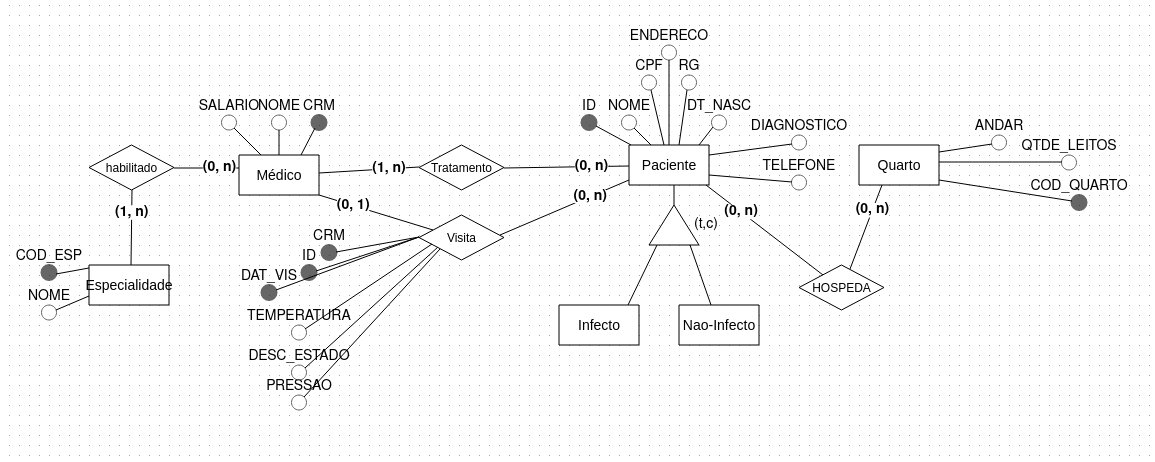 ENDERECO
CPF RG
SALARIO NOME CRM
ID NOME DT_NASC
DIAGNOSTICO
ANDAR
QTDE_LEITOS
habilitado
(0, n)
Médico
(1, n)
Tratamento
(0, n)
Paciente
TELEFONE
Quarto
COD_QUARTO
(1, n)
(0, 1)
(0, n)
(0, n)
(0, n)
(t,c)
CRM
Visita
COD_ESP
ID
DAT_VIS
Especialidade
NOME
HOSPEDA
TEMPERATURA
Infecto
Nao-Infecto
DESC_ESTADO
PRESSAO